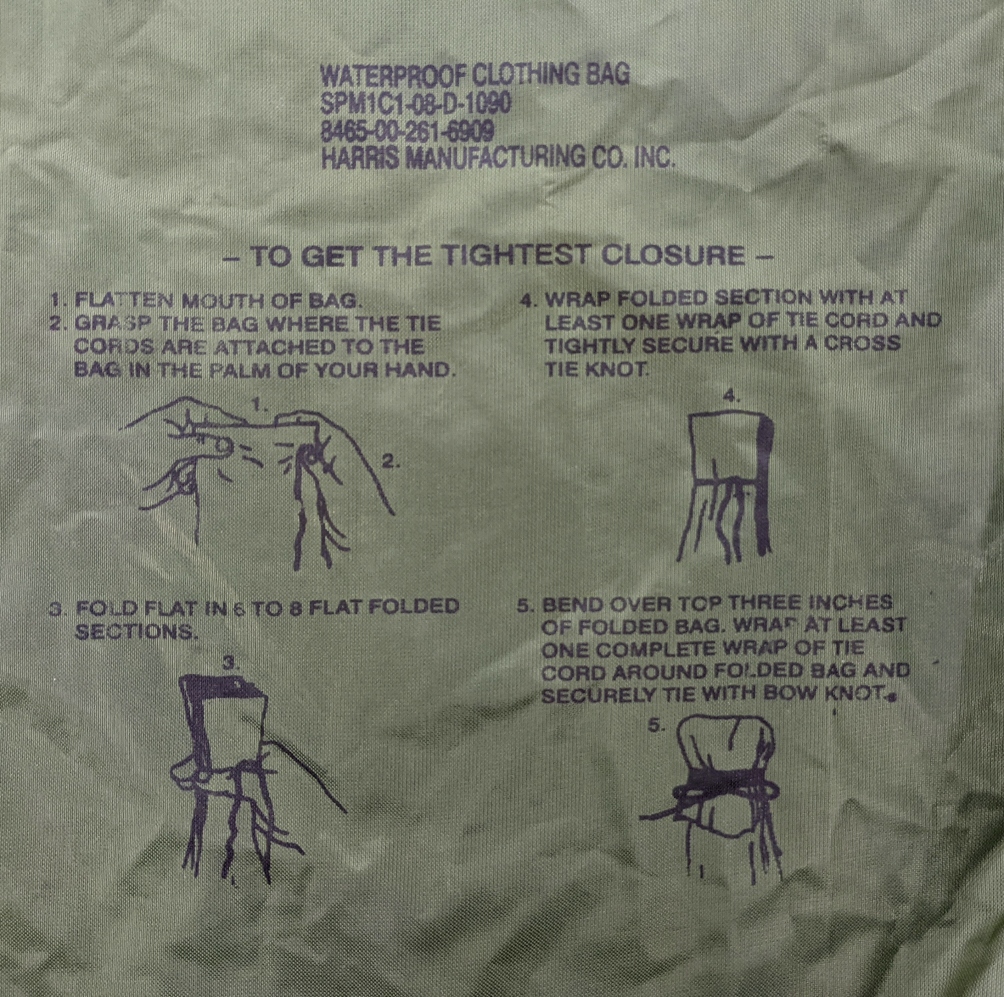 WATERPROOF CLOTHING BAG
SPM1C1-08-D-1090
8465-00-261-6909
HARRIS MANUFACTURING CO. INC.
– TO GET THE TIGHTEST CLOSURE –
1. FLATTEN MOUTH OF BAG.
2. GRASP THE BAG WHERE THE TIE
CORDS ARE ATTACHED TO THE
BAG IN THE PALM OF YOUR HAND.
1.
2.
3. FOLD FLAT IN 6 TO 8 FLAT FOLDED
SECTIONS.
3.
4. WRAP FOLDED SECTION WITH AT
LEAST ONE WRAP OF TIE CORD AND
TIGHTLY SECURE WITH A CROSS
TIE KNOT.
4.
5. BEND OVER TOP THREE INCHES
OF FOLDED BAG. WRAP AT LEAST
ONE COMPLETE WRAP OF TIE
CORD AROUND FOLDED BAG AND
SECURELY TIE WITH BOW KNOT.
5.